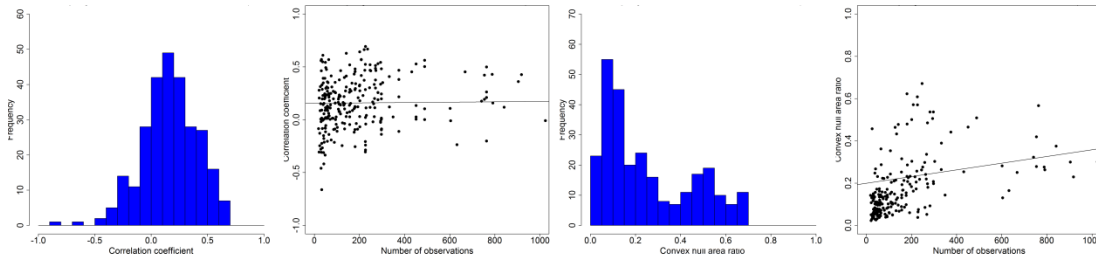 60
50
40
30
20
10
0
Frequency
-1.0 -0.5 0.0 0.5 1.0
Correlation coefficient
1.0
0.5
0.0
0.5
-1.0
Correlation coefficient
0 200 400 600 800 1000
Number of observations
70
60
50
40
30
20
10
0
Frequency
0.0 0.2 0.4 0.6 0.8 1.0
Convex hull area ratio
1.0
0.8
0.6
0.4
0.2
0.0
Convex hull area ratio
0 200 400 600 800
Number of observations